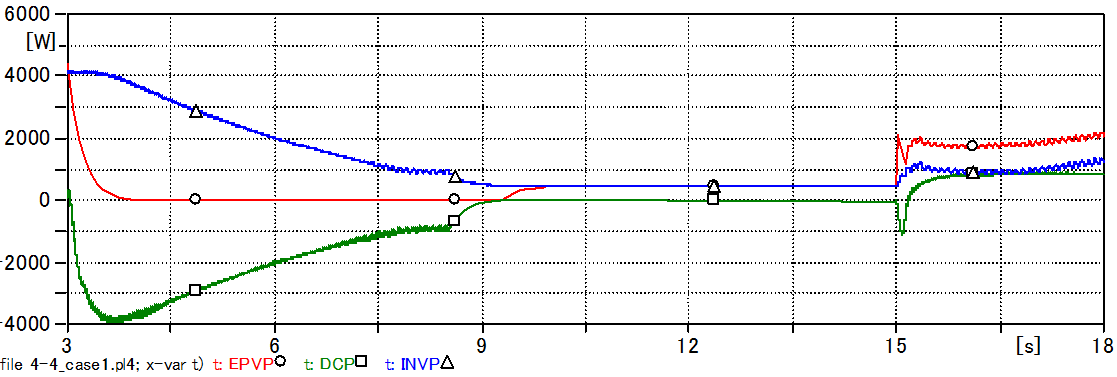 6000
[W]
4000
2000
0
-2000
-4000
3 6 9 12 15 [s] 18
file 4-4_case1.pl4; x-var t) t: EPVP t: DCP t: INVP